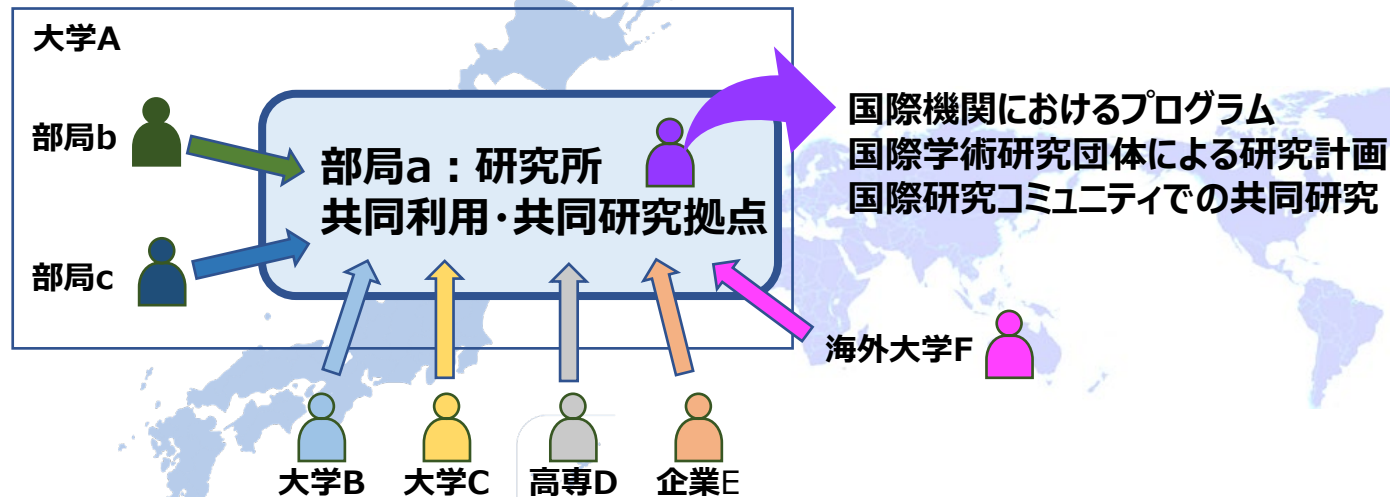 大学A
部局b
部局a:研究所
共同利用・共同研究拠点
部局c
国際機関におけるプログラム
国際学術研究団体による研究計画
国際研究コミュニティでの共同研究
海外大学F
大学B
大学C
高専D
企業E